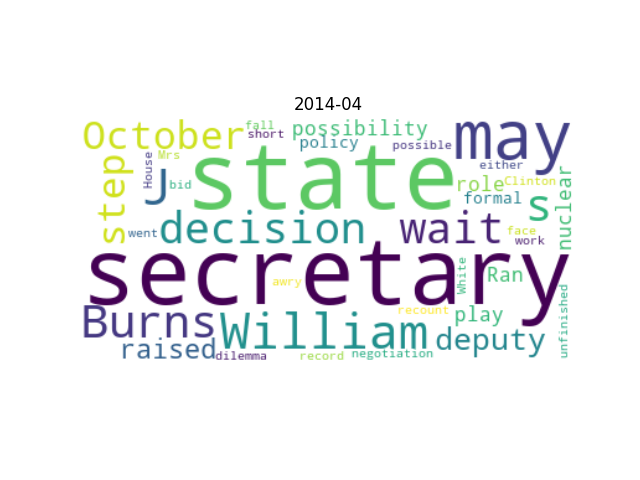 2014-04
October
fall
short
possibility
policy
possible
may
House
Mrs
state
either
step
J
bid
role
Clinton
formal
s
nuclear
went
decision
wait
face
work
secretary
awry
White
Ran
Burns
William
recount
play
unfinished
raised
dilemma
record
negotiation
deputy